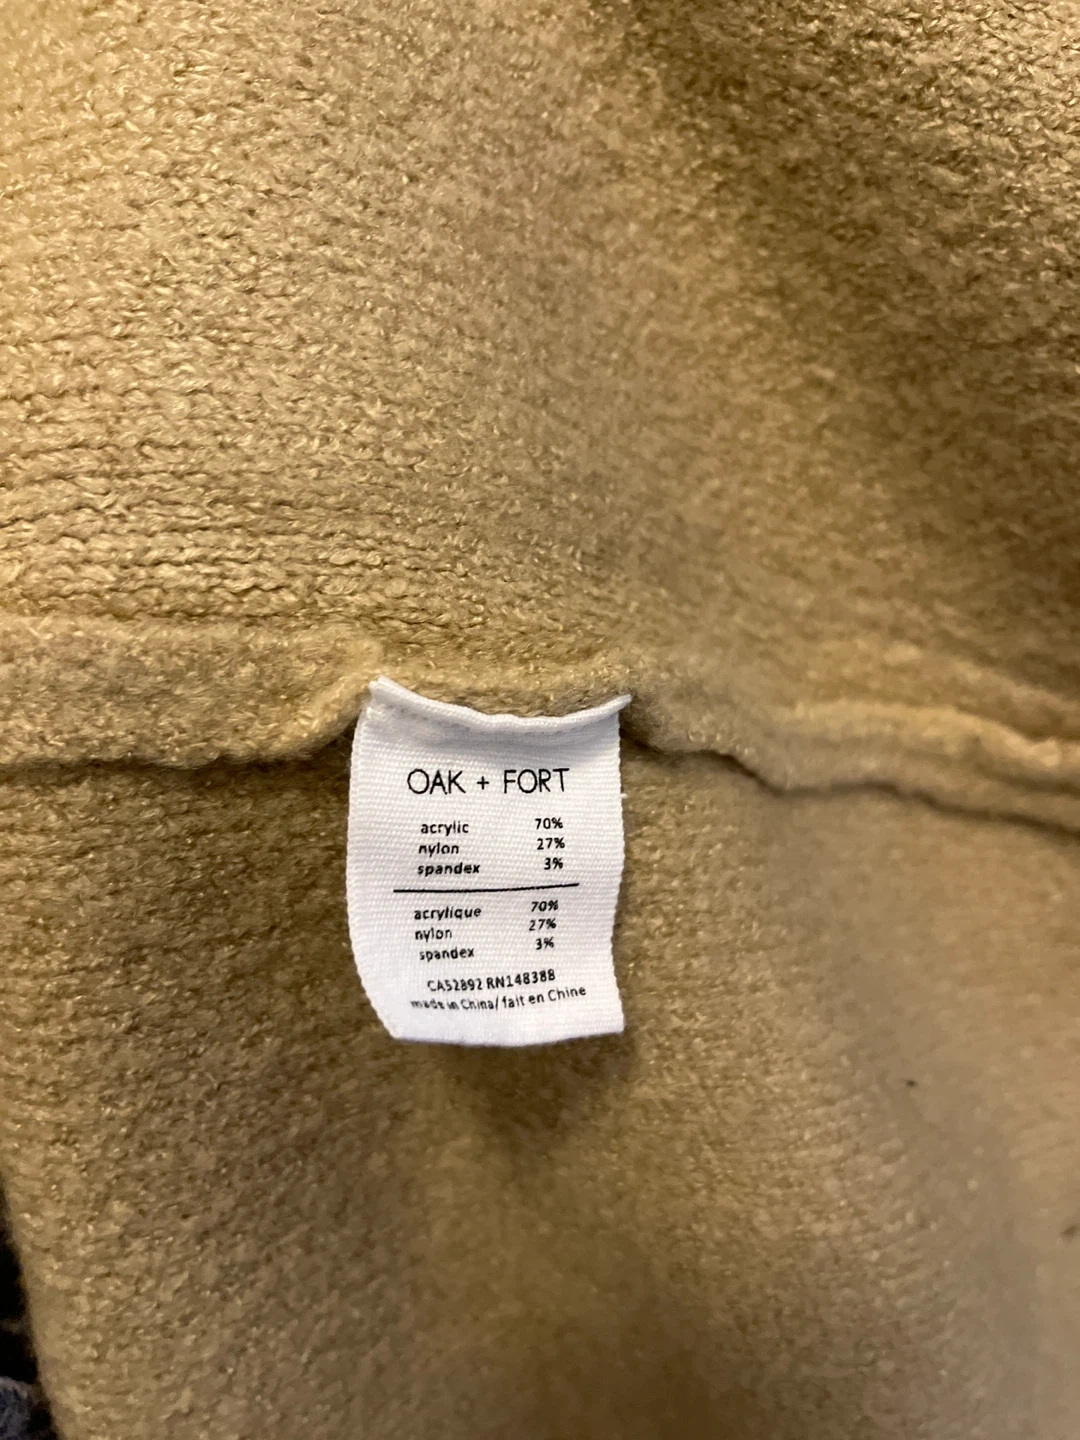 OAK + FORT
acrylic 70%
nylon 27%
spandex 3%
acrylique 70%
nylon 27%
spandex 3%
CA52892 RN148388
made in China/ fait en Chine